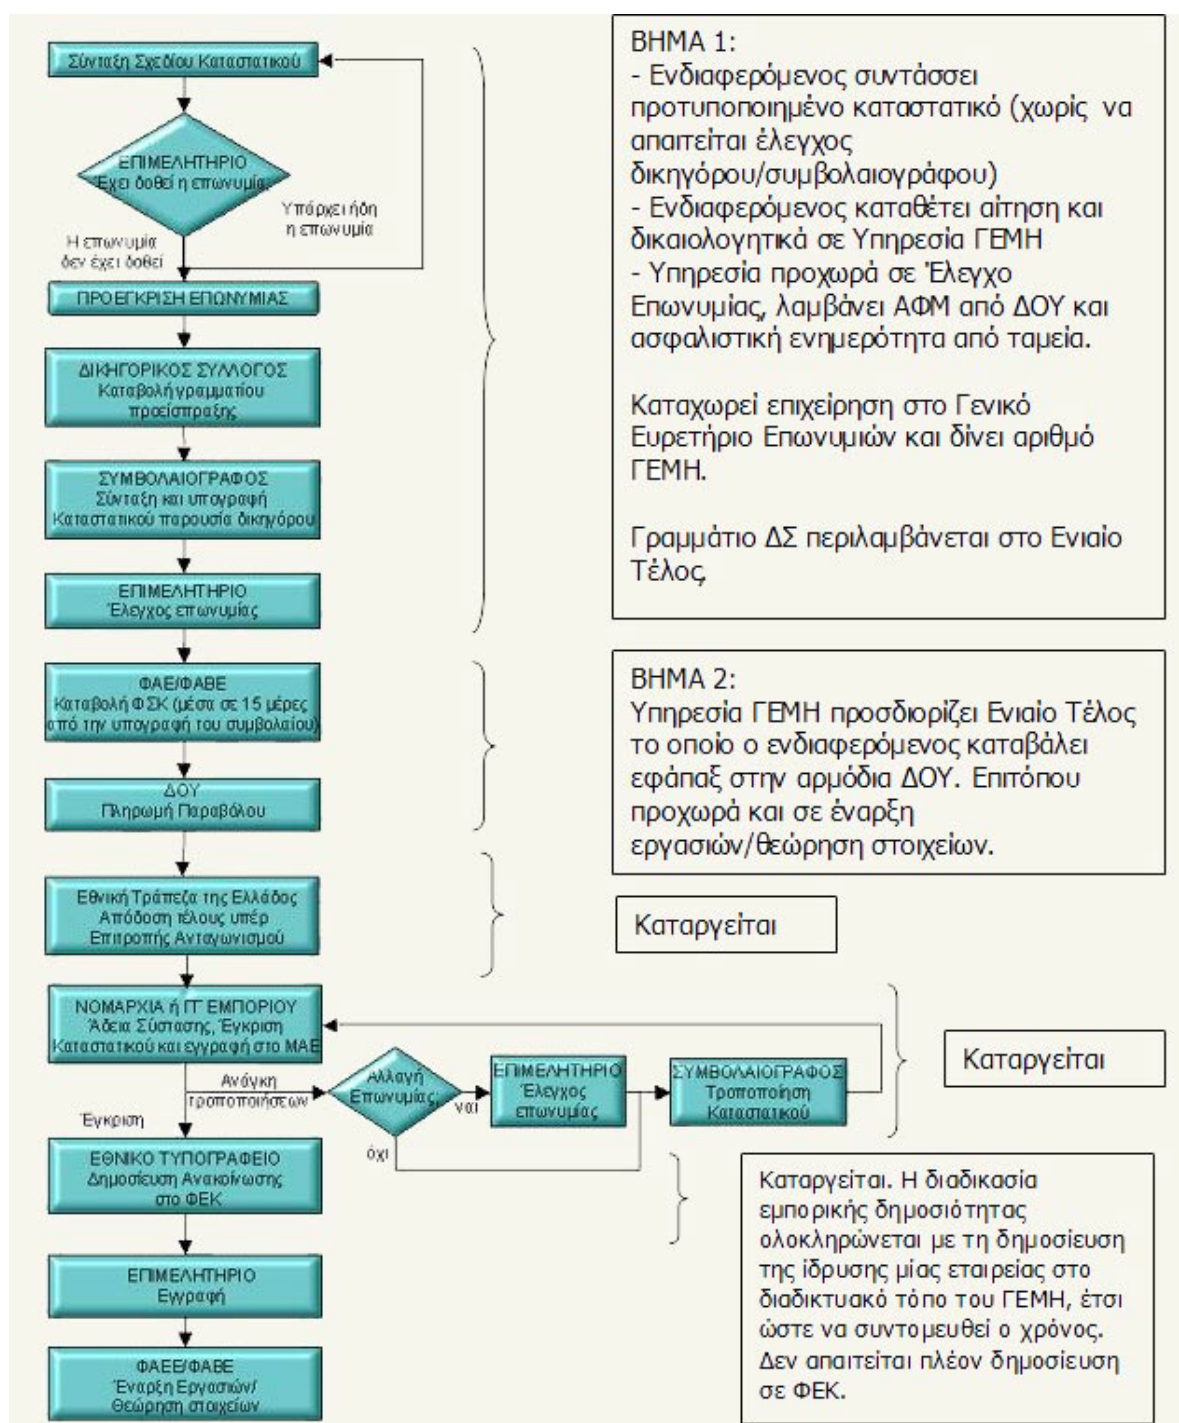 Σύνταξη Σχεδίου Καταστατικού
ΕΠΙΜΕΛΗΤΗΡΙΟ
Έχει δοθεί η επωνυμία;
Υπάρχει ήδη
η επωνυμία
Η επωνυμία
δεν έχει δοθεί
ΠΡΟΕΓΚΡΙΣΗ ΕΠΩΝΥΜΙΑΣ
ΔΙΚΗΓΟΡΙΚΟΣ ΣΥΛΛΟΓΟΣ
Καταβολή γραμματίου
προείσπραξης
ΣΥΜΒΟΛΑΙΟΓΡΑΦΟΣ
Σύνταξη και υπογραφή
Καταστατικού παρουσία δικηγόρου
ΕΠΙΜΕΛΗΤΗΡΙΟ
Έλεγχος επωνυμίας
ΒΗΜΑ 1:
- Ενδιαφερόμενος συντάσσει
προτυποποιημένο καταστατικό (χωρίς να
απαιτείται έλεγχος
δικηγόρου/συμβολαιογράφου)
- Ενδιαφερόμενος καταθέτει αίτηση και
δικαιολογητικά σε Υπηρεσία ΓΕΜΗ
- Υπηρεσία προχωρά σε Έλεγχο
Επωνυμίας, λαμβάνει ΑΦΜ από ΔΟΥ και
ασφαλιστική ενημερότητα από ταμεία.
Καταχωρεί επιχείρηση στο Γενικό
Ευρετήριο Επωνυμιών και δίνει αριθμό
ΓΕΜΗ.
Γραμμάτιο ΔΣ περιλαμβάνεται στο Ενιαίο
Τέλος,
ΦΑΕ/ΦΑΒΕ
Καταβολή ΦΣΚ (μέσα σε 15 μέρες
από την υπογραφή του συμβολαίου)
ΔΟΥ
Πληρωμή Παραβόλου
ΒΗΜΑ 2:
Υπηρεσία ΓΕΜΗ προσδιορίζει Ενιαίο Τέλος
το οποίο ο ενδιαφερόμενος καταβάλει
εφάπαξ στην αρμόδια ΔΟΥ. Επιτόπου
προχωρά και σε έναρξη
εργασιών/θεώρηση στοιχείων.
Εθνική Τράπεζα της Ελλάδος
Απόδοση τέλους υπέρ
Επιτροπής Ανταγωνισμού
Καταργείται
ΝΟΜΑΡΧΙΑ ή ΓΓ ΕΜΠΟΡΙΟΥ
Άδεια Σύστασης, Έγκριση
Καταστατικού και εγγραφή στο ΜΑΕ
Ανάγκη
τροποποιήσεων
Έγκριση
Αλλαγή
Επωνυμίας;
ναι
όχι
ΕΠΙΜΕΛΗΤΗΡΙΟ
Έλεγχος
επωνυμίας
ΣΥΜΒΟΛΑΙΟΓΡΑΦΟΣ
Τροποποίηση
Καταστατικού
Καταργείται
ΕΘΝΙΚΟ ΤΥΠΟΓΡΑΦΕΙΟ
Δημοσίευση Ανακοίνωσης
στο ΦΕΚ
ΕΠΙΜΕΛΗΤΗΡΙΟ
Εγγραφή
ΦΑΕΕ/ΦΑΒΕ
Έναρξη Εργασιών/
Θεώρηση στοιχείων
Καταργείται. Η διαδικασία
εμπορικής δημοσιότητας
ολοκληρώνεται με τη δημοσίευση
της ίδρυσης μίας εταιρείας στο
διαδικτυακό τόπο του ΓΕΜΗ, έτσι
ώστε να συντομευθεί ο χρόνος.
Δεν απαιτείται πλέον δημοσίευση
σε ΦΕΚ.